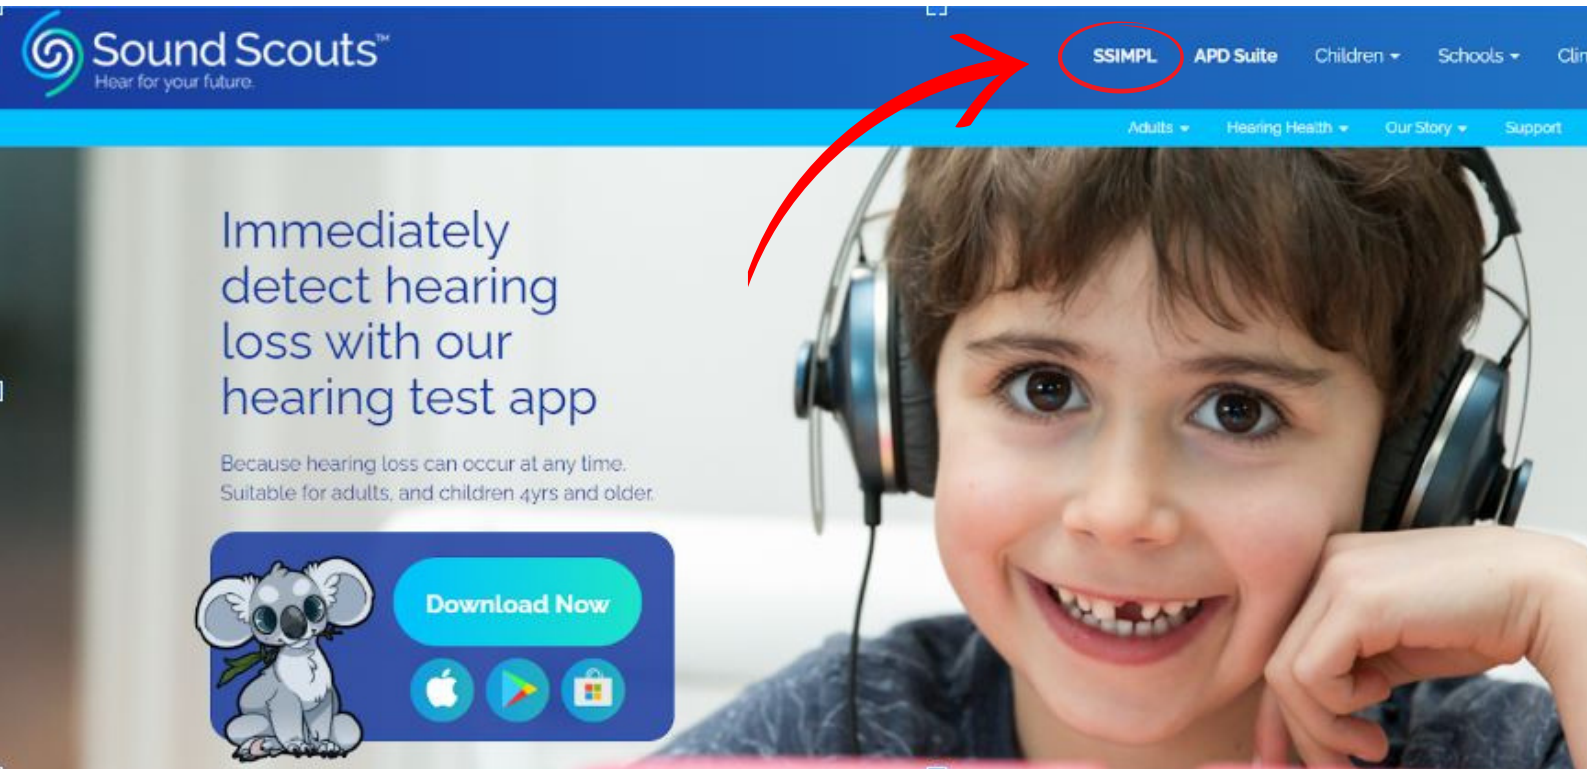 Sound Scouts™
Hear for your future.
SSIMPL APD Suite Children Schools
Adults Hearing Health Our Story Support
Immediately
detect hearing
loss with our
hearing test app
Because hearing loss can occur at any time.
Suitable for adults, and children 4yrs and older.
Download Now